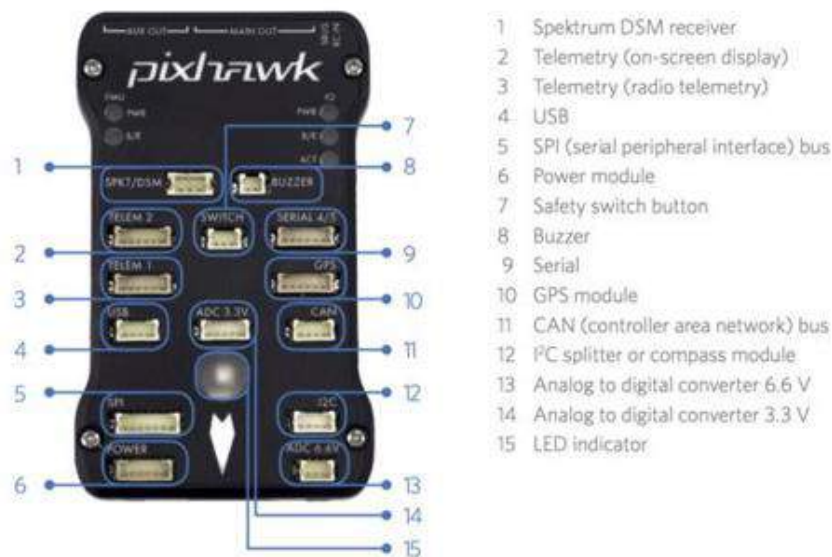 AUX OUT MAIN OUT SBUS RC IN
pixhawk
FMU IO
PWR PWR
B/E B/E
ACT
SPKT/DSM BUZZER
TELEM 2 SWITCH SERIAL 4/5
TELEM 1 GPS
USB ADC 3.3V CAN
SPI I2C
POWER ADC 6.6V
1
2
3
4
5
6
7
8
9
10
11
12
13
14
15
1 Spektrum DSM receiver
2 Telemetry (on-screen display)
3 Telemetry (radio telemetry)
4 USB
5 SPI (serial peripheral interface) bus
6 Power module
7 Safety switch button
8 Buzzer
9 Serial
10 GPS module
11 CAN (controller area network) bus
12 I²C splitter or compass module
13 Analog to digital converter 6.6 V
14 Analog to digital converter 3.3 V
15 LED indicator